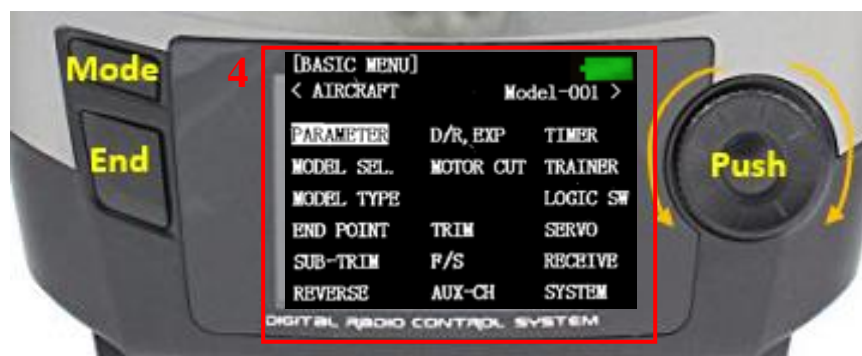 Mode
End
4
[BASIC MENU]
< AIRCRAFT Model-001 >
PARAMETER D/R, EXP TIMER
MODEL SEL. MOTOR CUT TRAINER
MODEL TYPE LOGIC SW
END POINT TRIM SERVO
SUB-TRIM F/S RECEIVE
REVERSE AUX-CH SYSTEM
Push
DIGITAL RADIO CONTROL SYSTEM